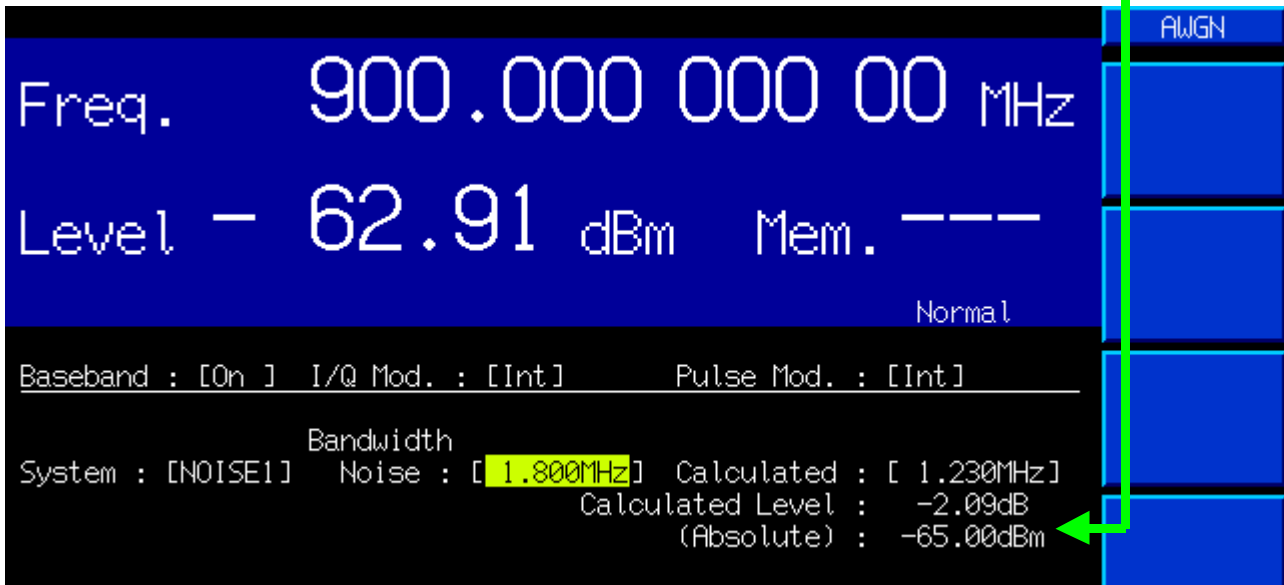 AWGN
Freq. 900.000 000 00 MHz
Level - 62.91 dBm Mem. ---
Normal
Baseband : [On ] I/Q Mod. : [Int] Pulse Mod. : [Int]
Bandwidth
System : [NOISE1] Noise : [ 1.800MHz] Calculated : [ 1.230MHz]
Calculated Level : -2.09dB
(Absolute) : -65.00dBm